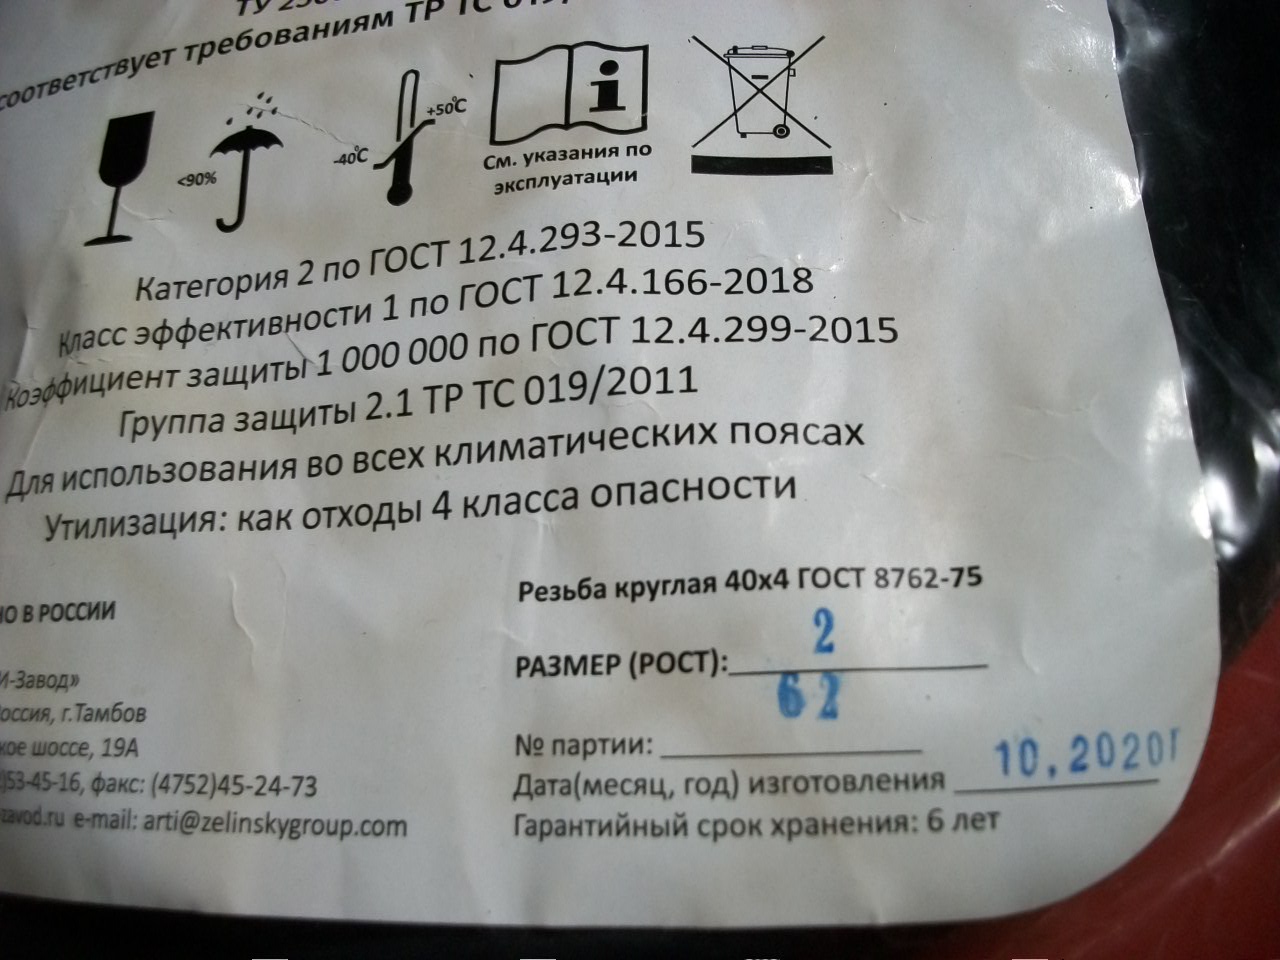 соответствует требованиям ТР ТС 019/
<90%
-40°C
+50°C
См. указания по
эксплуатации
Категория 2 по ГОСТ 12.4.293-2015
Класс эффективности 1 по ГОСТ 12.4.166-2018
Коэффициент защиты 1 000 000 по ГОСТ 12.4.299-2015
Группа защиты 2.1 ТР ТС 019/2011
Для использования во всех климатических поясах
Утилизация: как отходы 4 класса опасности
В РОССИИ
И-Завод»
оссия, г.Тамбов
кое шоссе, 19А
)53-45-16, факс: (4752)45-24-73
zavod.ru e-mail: arti@zelinskygroup.com
Резьба круглая 40х4 ГОСТ 8762-75
РАЗМЕР (РОСТ): 2
№ партии: 62
Дата(месяц, год) изготовления 10.2020г
Гарантийный срок хранения: 6 лет